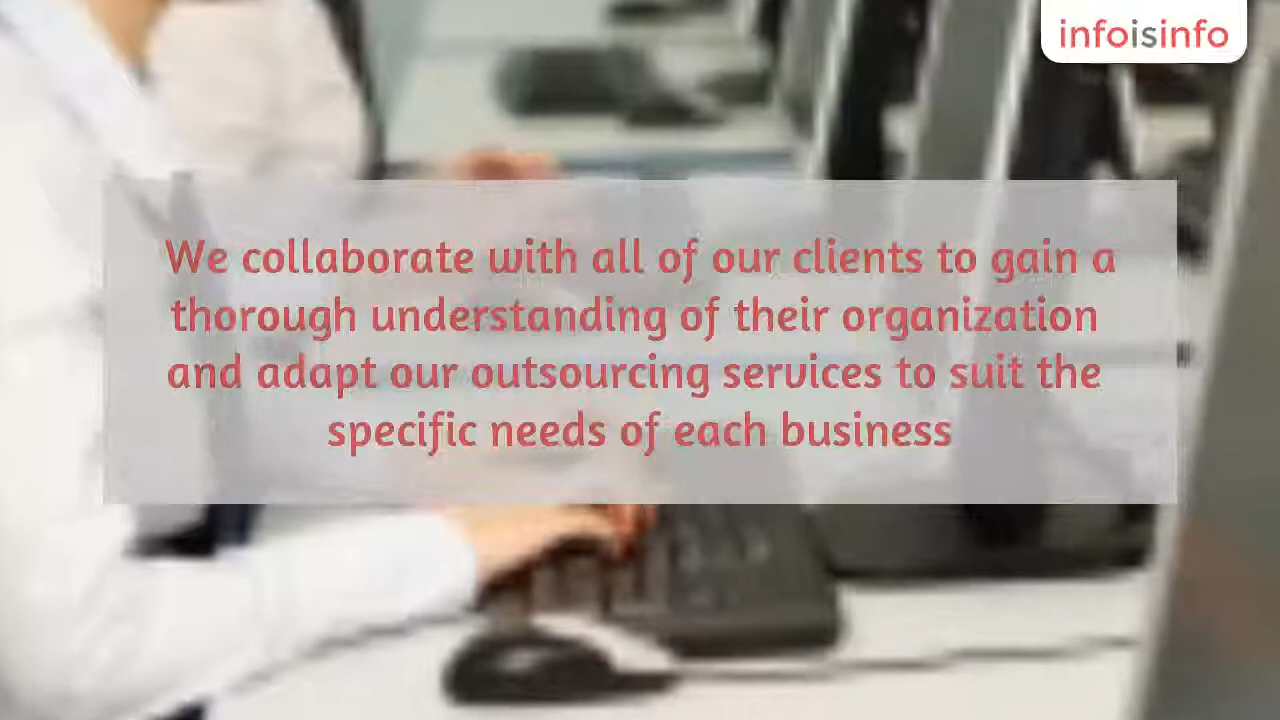 infoisinfo
We collaborate with all of our clients to gain a
thorough understanding of their organization
and adapt our outsourcing services to suit the
specific needs of each business